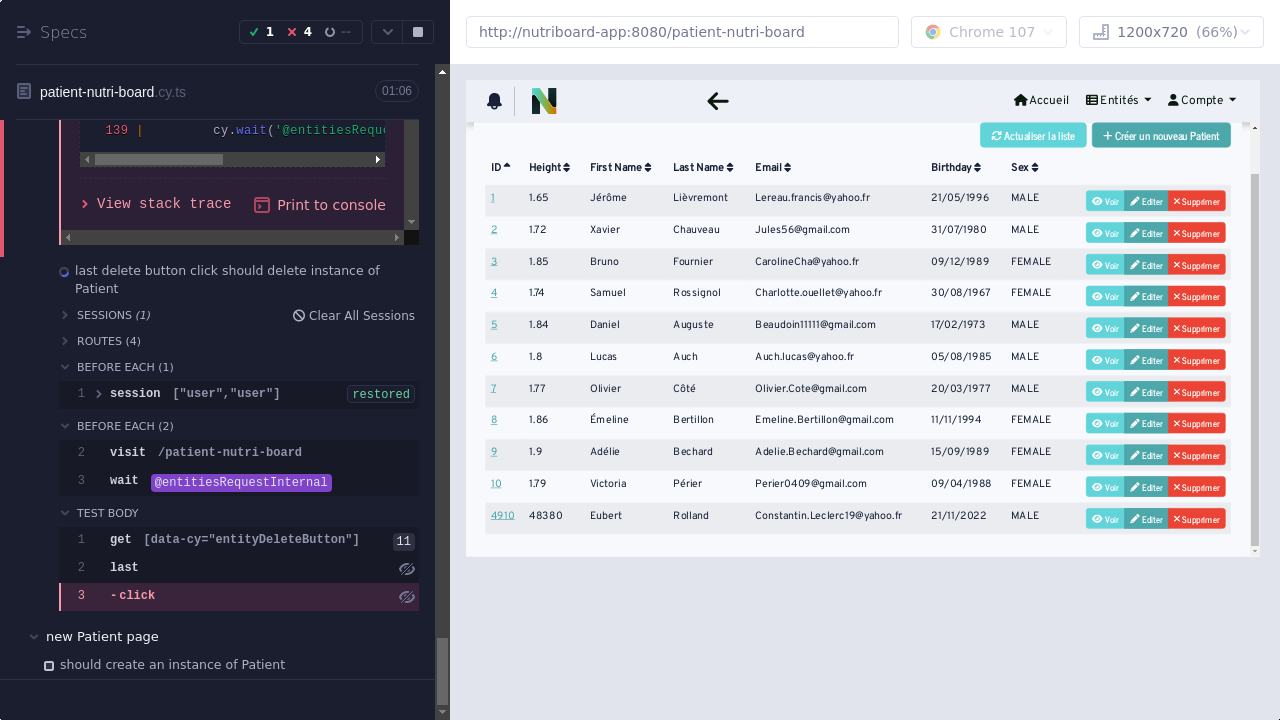 Specs
1
4
--
patient-nutri-board.cy.ts
01:06
139 | cy.wait('@entitiesReque
View stack trace
Print to console
last delete button click should delete instance of
Patient
SESSIONS (1)
Clear All Sessions
ROUTES (4)
BEFORE EACH (1)
1 session ["user","user"] restored
BEFORE EACH (2)
2 visit /patient-nutri-board
3 wait @entitiesRequestInternal
TEST BODY
1 get [data-cy="entityDeleteButton"] 11
2 last
3 -click
new Patient page
should create an instance of Patient
http://nutriboard-app:8080/patient-nutri-board
Chrome 107
1200x720 (66%)
Accueil
Entités
Compte
Actualiser la liste
Créer un nouveau Patient
ID Height First Name Last Name Email Birthday Sex
1 1.65 Jérôme Lièvremont Lereau.francis@yahoo.fr 21/05/1996 MALE Voir Editer Supprimer
2 1.72 Xavier Chauveau Jules56@gmail.com 31/07/1980 MALE Voir Editer Supprimer
3 1.85 Bruno Fournier CarolineCha@yahoo.fr 09/12/1989 FEMALE Voir Editer Supprimer
4 1.74 Samuel Rossignol Charlotte.ouellet@yahoo.fr 30/08/1967 FEMALE Voir Editer Supprimer
5 1.84 Daniel Auguste Beaudoin11111@gmail.com 17/02/1973 MALE Voir Editer Supprimer
6 1.8 Lucas Auch Auch.lucas@yahoo.fr 05/08/1985 MALE Voir Editer Supprimer
7 1.77 Olivier Côté Olivier.Cote@gmail.com 20/03/1977 MALE Voir Editer Supprimer
8 1.86 Émeline Bertillon Emeline.Bertillon@gmail.com 11/11/1994 FEMALE Voir Editer Supprimer
9 1.9 Adélie Bechard Adelie.Bechard@gmail.com 15/09/1989 FEMALE Voir Editer Supprimer
10 1.79 Victoria Périer Perier0409@gmail.com 09/04/1988 FEMALE Voir Editer Supprimer
4910 48380 Eubert Rolland Constantin.Leclerc19@yahoo.fr 21/11/2022 MALE Voir Editer Supprimer